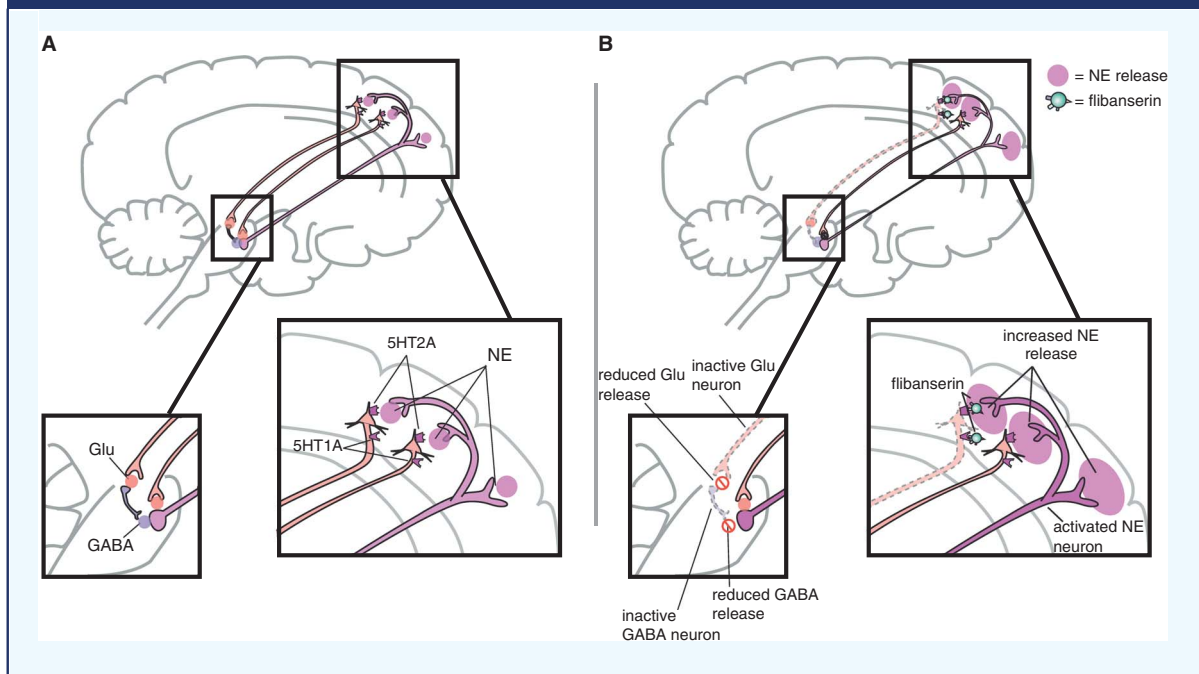 A
5HT2A
NE
5HT1A
Glu
GABA
B
= NE release
= flibanserin
reduced Glu
release
inactive Glu
neuron
inactive
GABA neuron
reduced GABA
release
increased NE
release
flibanserin
activated NE
neuron